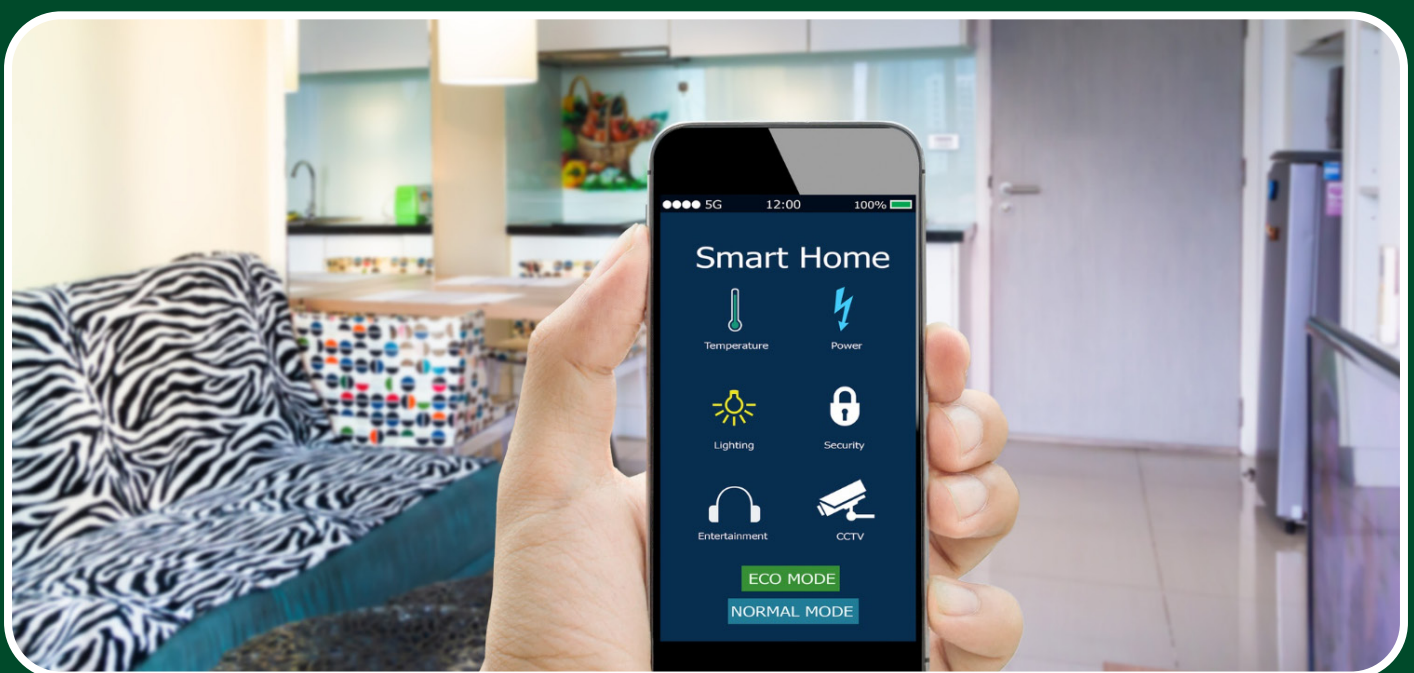 5G 12:00 100%
Smart Home
Temperature Power
Lighting Security
Entertainment CCTV
ECO MODE
NORMAL MODE